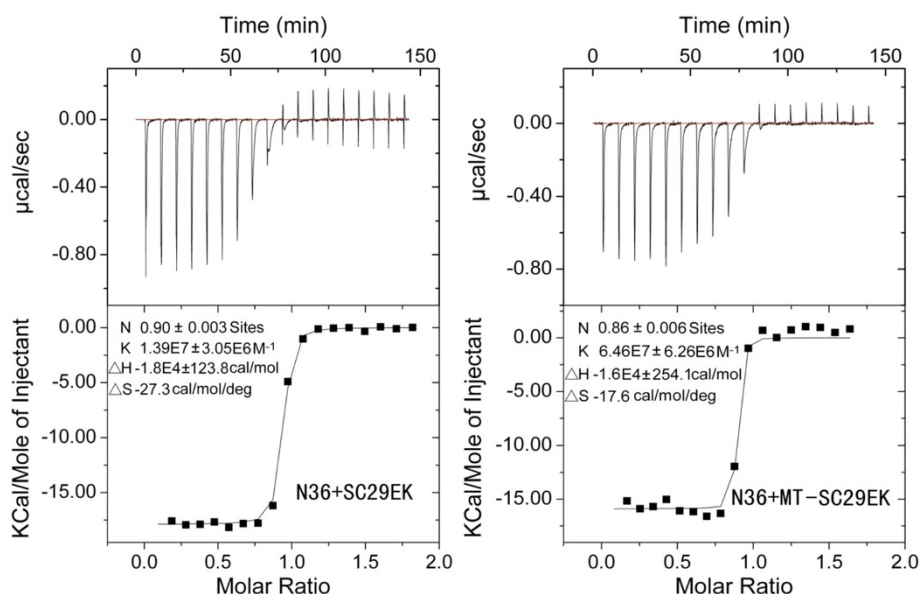 Time (min)
0 50 100 150
0.00
-0.40
-0.80
µcal/sec
N 0.90 ± 0.003 Sites
K 1.39E7±3.05E6M⁻¹
△H-1.8E4±123.8cal/mol
△S-27.3cal/mol/deg
0.00
-5.00
-10.00
-15.00
KCal/Mole of Injectant
N36+SC29EK
0.0 0.5 1.0 1.5 2.0
Molar Ratio
Time (min)
0 50 100 150
0.00
-0.40
-0.80
µcal/sec
N 0.86 ± 0.006 Sites
K 6.46E7±6.26E6M⁻¹
△H-1.6E4±254.1cal/mol
△S -17.6 cal/mol/deg
0.00
-5.00
-10.00
-15.00
KCal/Mole of Injectant
N36+MT-SC29EK
0.0 0.5 1.0 1.5 2.0
Molar Ratio